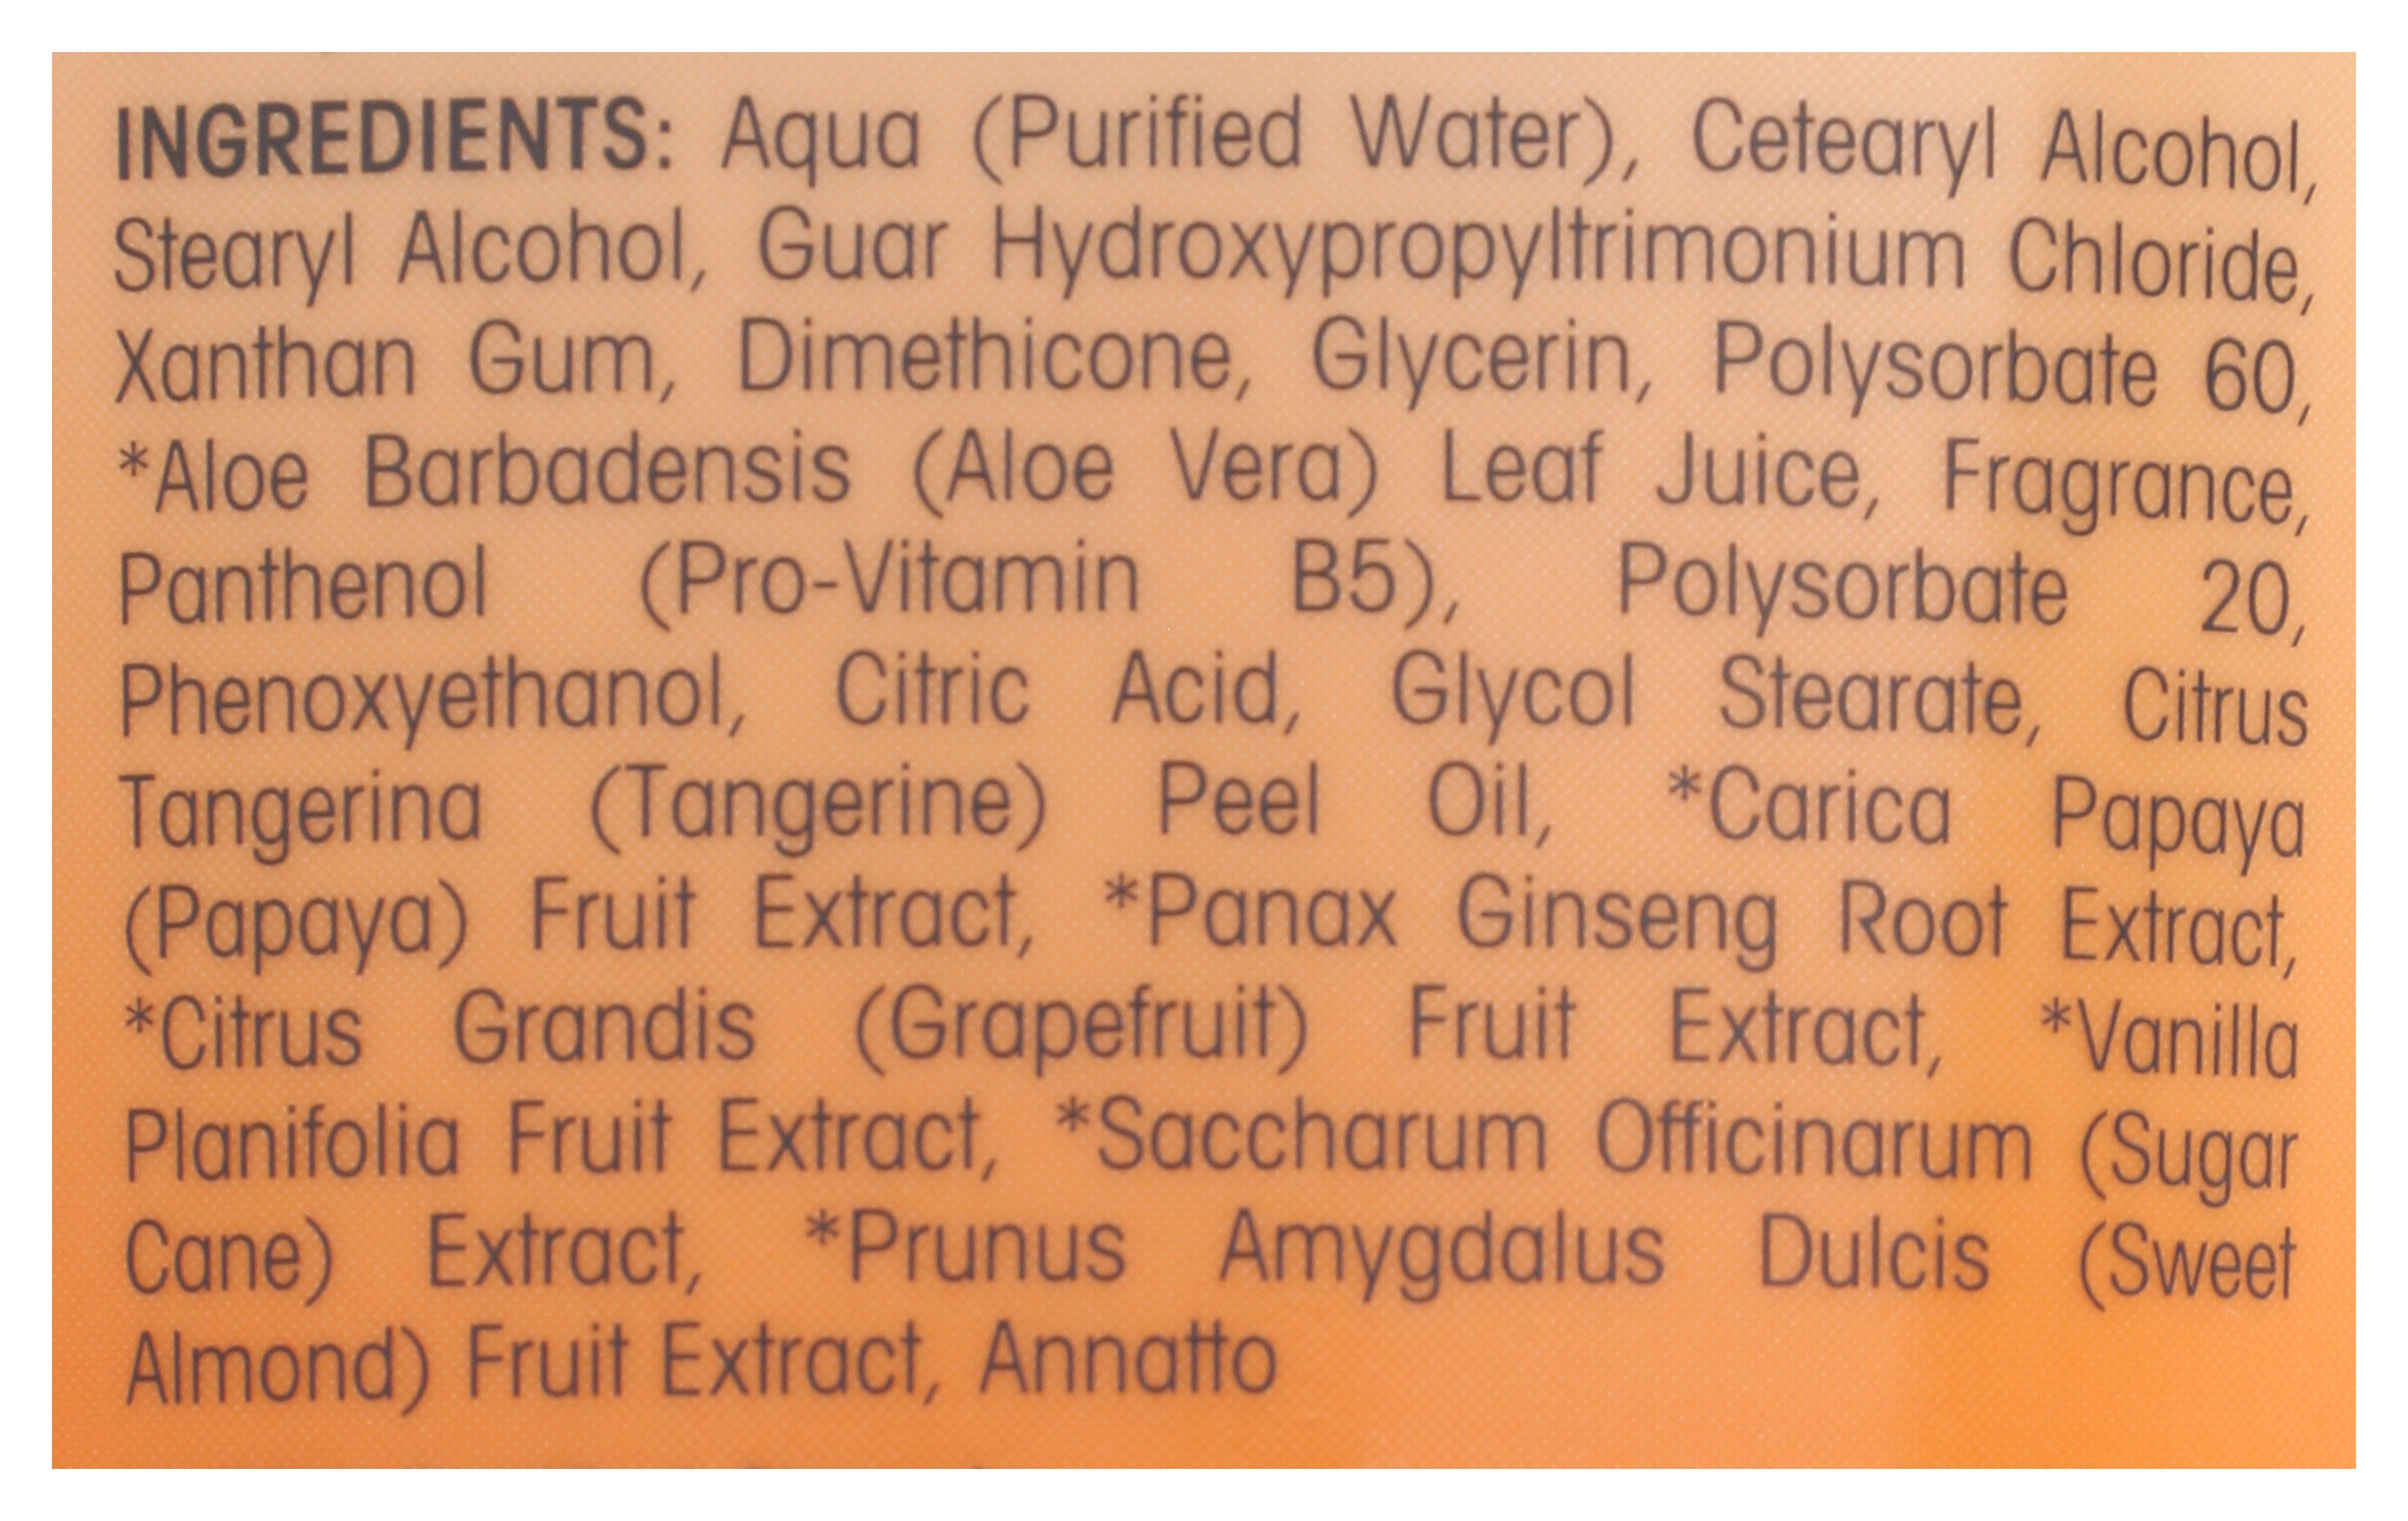 INGREDIENTS: Aqua (Purified Water), Cetearyl Alcohol,
Stearyl Alcohol, Guar Hydroxypropyltrimonium Chloride,
Xanthan Gum, Dimethicone, Glycerin, Polysorbate 60,
*Aloe Barbadensis (Aloe Vera) Leaf Juice, Fragrance,
Panthenol (Pro-Vitamin B5), Polysorbate 20,
Phenoxyethanol, Citric Acid, Glycol Stearate, Citrus
Tangerina (Tangerine) Peel Oil, *Carica Papaya
(Papaya) Fruit Extract, *Panax Ginseng Root Extract,
*Citrus Grandis (Grapefruit) Fruit Extract, *Vanilla
Planifolia Fruit Extract, *Saccharum Officinarum (Sugar
Cane) Extract, *Prunus Amygdalus Dulcis (Sweet
Almond) Fruit Extract, Annatto